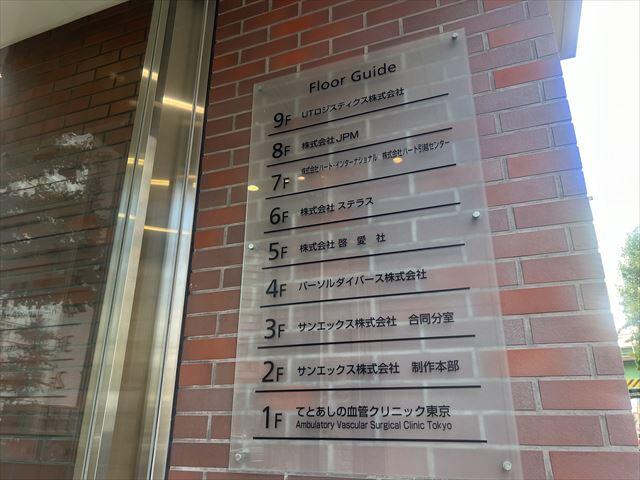 Floor Guide
9F UTロジスティクス株式会社
8F 株式会社JPM
7F 株式会社ハート・インターナショナル 株式会社ハート引越センター
6F 株式会社 ステラス
5F 株式会社 啓 愛 社
4F パーソルダイバース株式会社
3F サンエックス株式会社 合同分室
2F サンエックス株式会社 制作本部
1F てとあしの血管クリニック東京
Ambulatory Vascular Surgical Clinic Tokyo